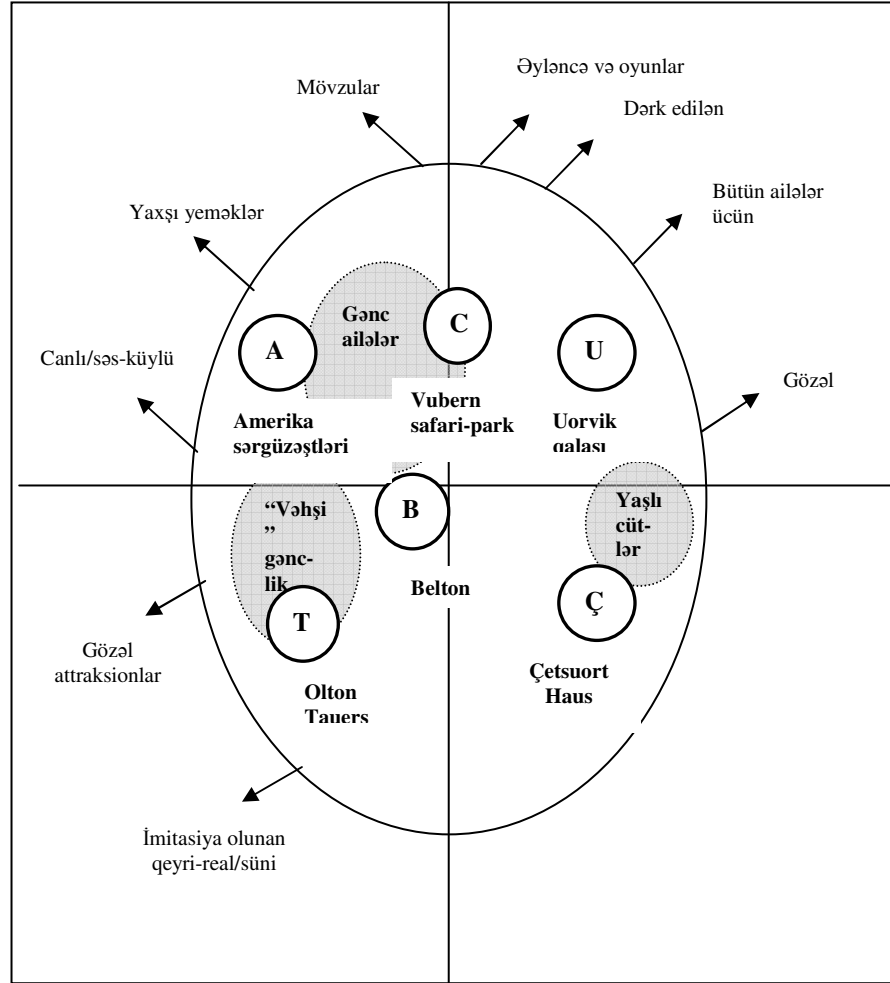 Əyləncə və oyunlar
Mövzular
Dərk edilən
Bütün ailələr
ücün
Yaxşı yeməklər
Gənc
ailələr
C
A
U
Canlı/səs-küylü
Vubern
safari-park
Amerika
sərgüzəştləri
Uorvik
qalası
Gözəl
“Vəhşi
”
gənc-
lik
B
Yaşlı
cüt-
lər
Belton
Ç
T
Gözəl
attraksionlar
Çetsuort
Haus
Olton
Tauers
İmitasiya olunan
qeyri-real/süni